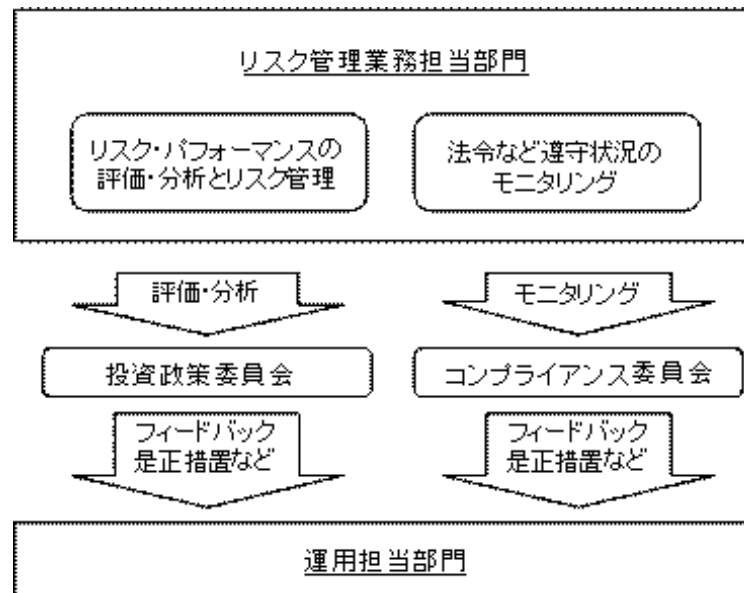 リスク管理業務担当部門
リスク・パフォーマンスの
評価・分析とリスク管理
法令など遵守状況の
モニタリング
評価・分析
モニタリング
投資政策委員会
コンプライアンス委員会
フィードバック
是正措置など
フィードバック
是正措置など
運用担当部門